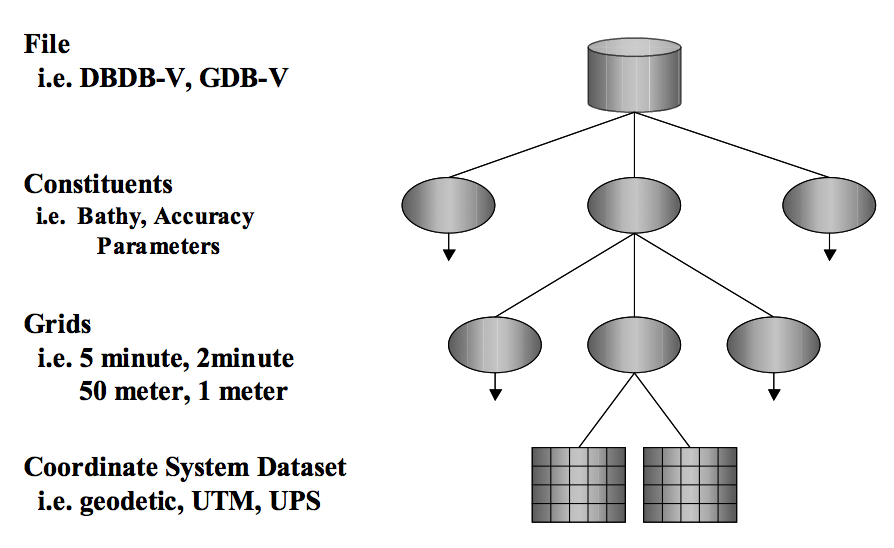 File
i.e. DBDB-V, GDB-V
Constituents
i.e. Bathy, Accuracy
Parameters
Grids
i.e. 5 minute, 2minute
50 meter, 1 meter
Coordinate System Dataset
i.e. geodetic, UTM, UPS